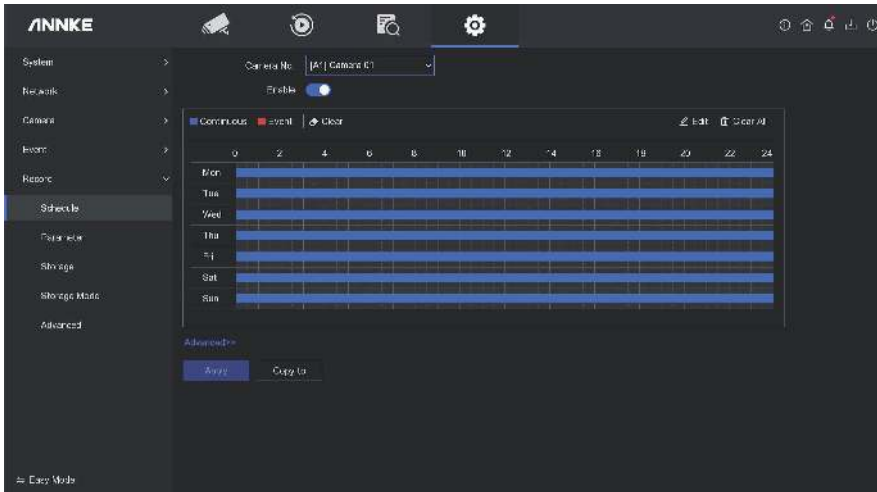 ANNKE
System
Network
Camera
Event
Record
Schedule
Parameter
Storage
Storage Mode
Advanced
Easy Mode
Camera No. [A1] Camera 01
Enable
Continuous Event Clear Edit Clear All
0 2 4 6 8 10 12 14 16 18 20 22 24
Mon
Tue
Wed
Thu
Fri
Sat
Sun
Advanced>>
Apply Copy to